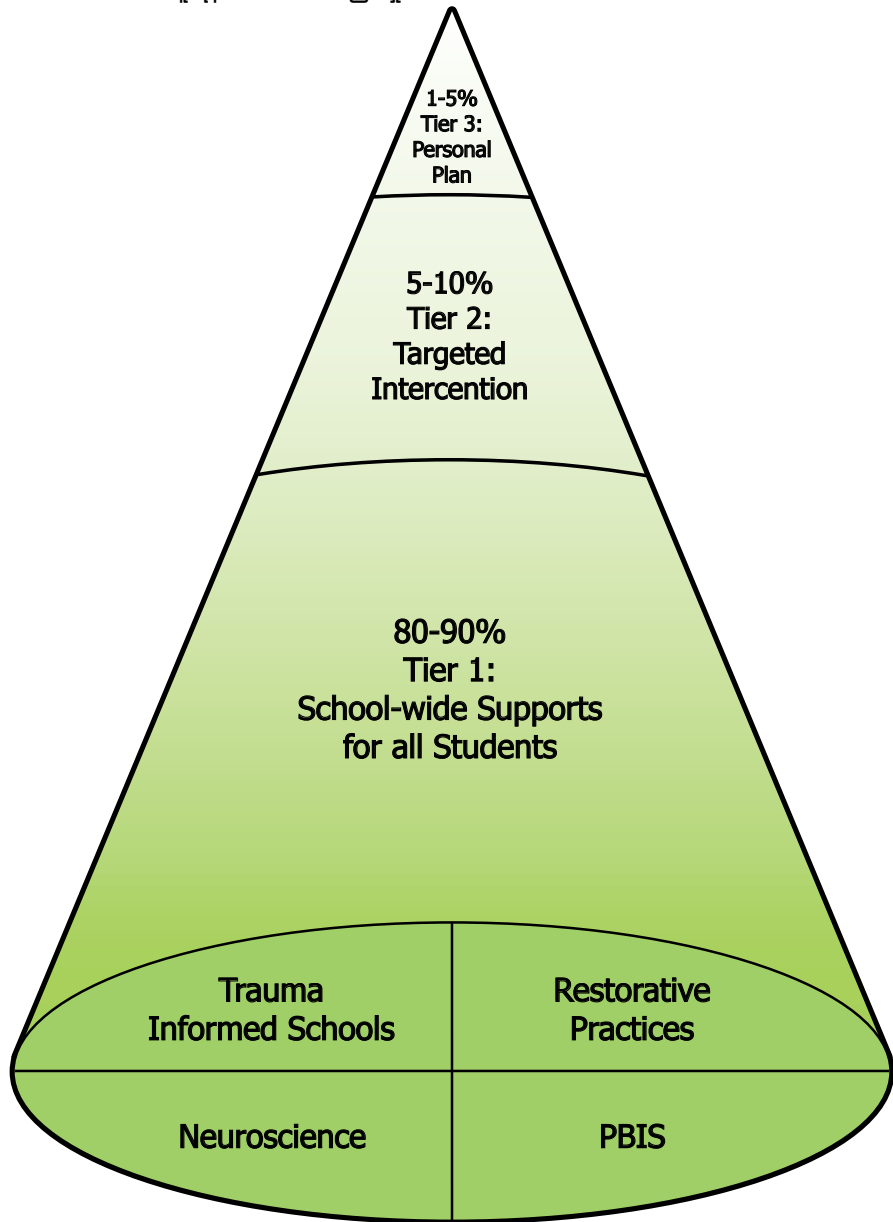 1-5%
Tier 3:
Personal
Plan
5-10%
Tier 2:
Targeted
Intercention
80-90%
Tier 1:
School-wide Supports
for all Students
Trauma
Informed Schools
Restorative
Practices
Neuroscience
PBIS